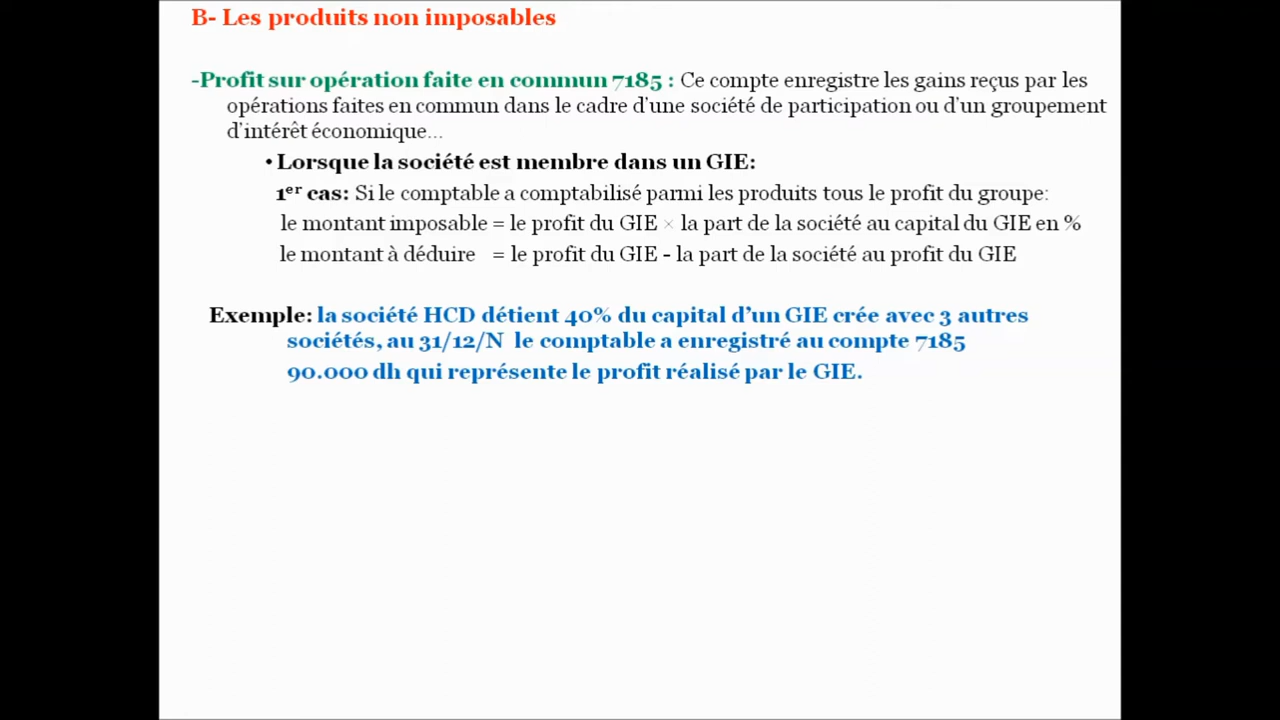 B- Les produits non imposables
-Profit sur opération faite en commun 7185 : Ce compte enregistre les gains reçus par les
opérations faites en commun dans le cadre d'une société de participation ou d'un groupement
d'intérêt économique...
• Lorsque la société est membre dans un GIE:
1er cas: Si le comptable a comptabilisé parmi les produits tous le profit du groupe:
le montant imposable = le profit du GIE × la part de la société au capital du GIE en %
le montant à déduire = le profit du GIE - la part de la société au profit du GIE
Exemple: la société HCD détient 40% du capital d'un GIE crée avec 3 autres
sociétés, au 31/12/N le comptable a enregistré au compte 7185
90.000 dh qui représente le profit réalisé par le GIE.